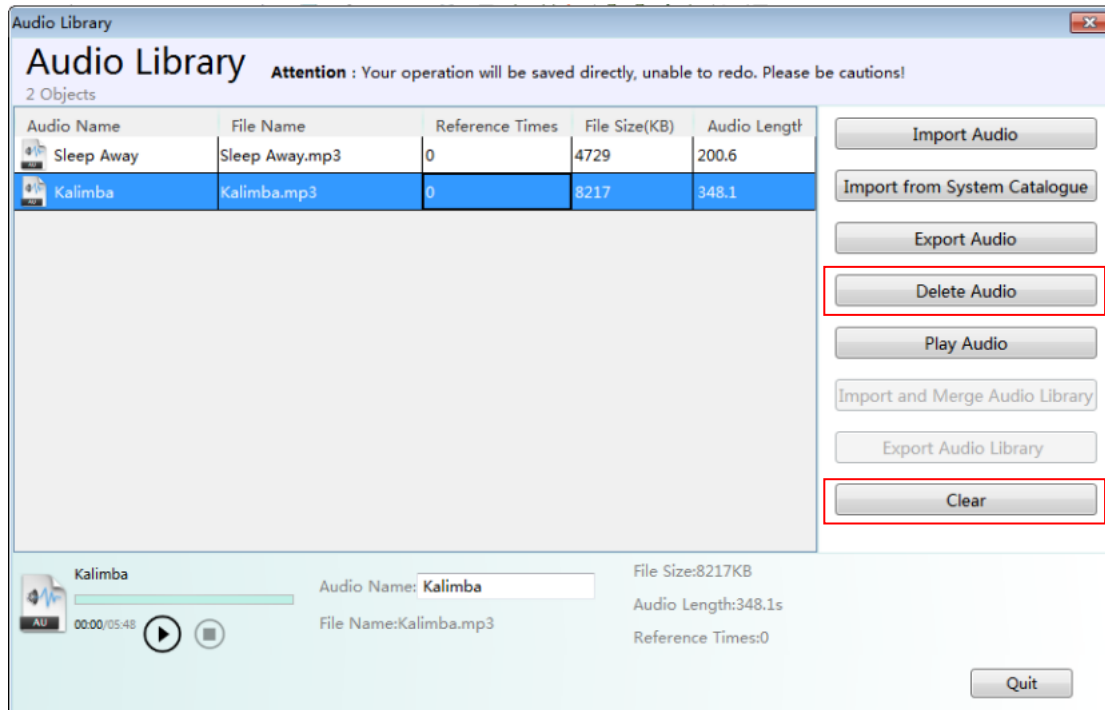 Audio Library
Audio Library
Attention : Your operation will be saved directly, unable to redo. Please be cautions!
2 Objects
Audio Name File Name Reference Times File Size(KB) Audio Length
Sleep Away Sleep Away.mp3 0 4729 200.6
Kalimba Kalimba.mp3 0 8217 348.1
Import Audio
Import from System Catalogue
Export Audio
Delete Audio
Play Audio
Import and Merge Audio Library
Export Audio Library
Clear
Kalimba
AU
00:00/05:48
Audio Name: Kalimba
File Name:Kalimba.mp3
File Size:8217KB
Audio Length:348.1s
Reference Times:0
Quit